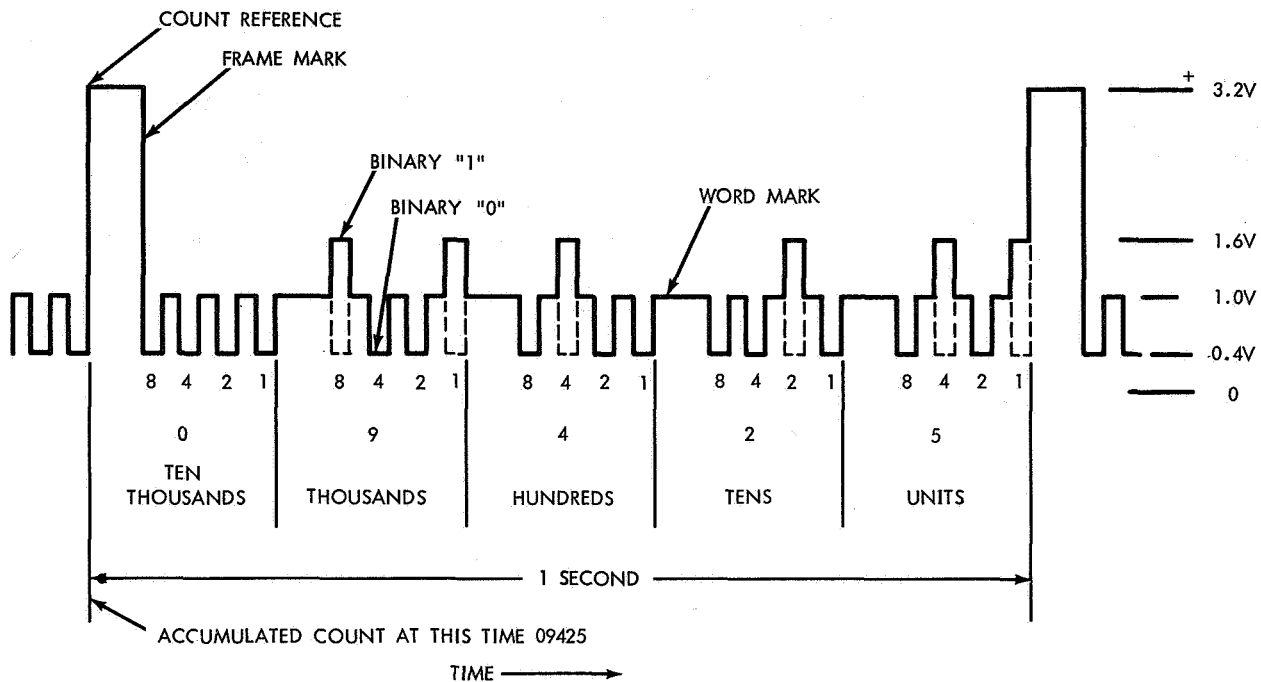 COUNT REFERENCE
FRAME MARK
+
3.2V
BINARY "1"
BINARY "0"
WORD MARK
1.6V
1.0V
0.4V
0
8 4 2 1 8 4 2 1 8 4 2 1 8 4 2 1 8 4 2 1
0 9 4 2 5
TEN
THOUSANDS THOUSANDS HUNDREDS TENS UNITS
1 SECOND
ACCUMULATED COUNT AT THIS TIME 09425
TIME